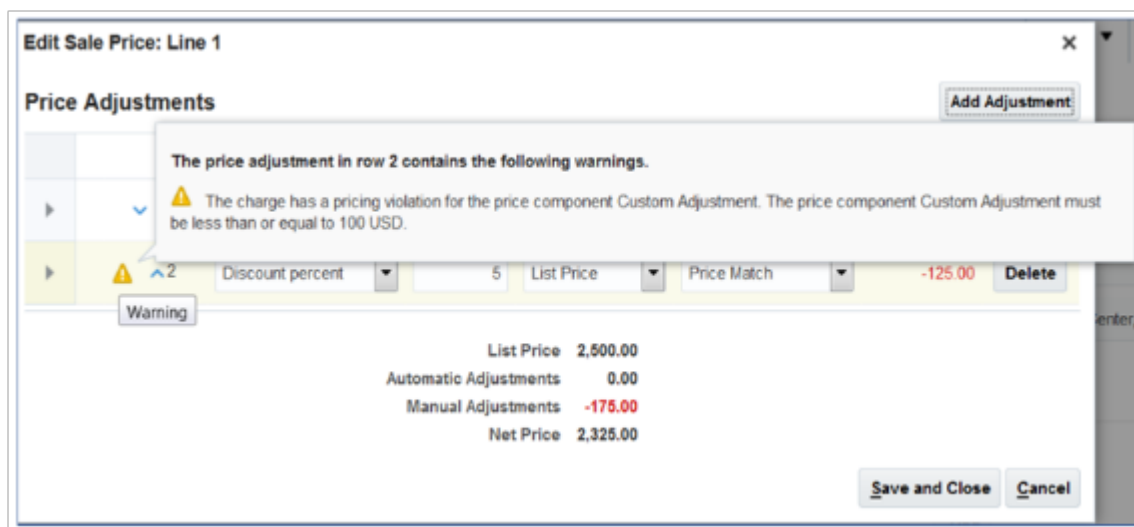 Edit Sale Price: Line 1
Price Adjustments
Add Adjustment
The price adjustment in row 2 contains the following warnings.
The charge has a pricing violation for the price component Custom Adjustment. The price component Custom Adjustment must
be less than or equal to 100 USD.
2 Discount percent 5 List Price Price Match -125.00 Delete
Warning
enter
List Price 2,500.00
Automatic Adjustments 0.00
Manual Adjustments -175.00
Net Price 2,325.00
Save and Close Cancel